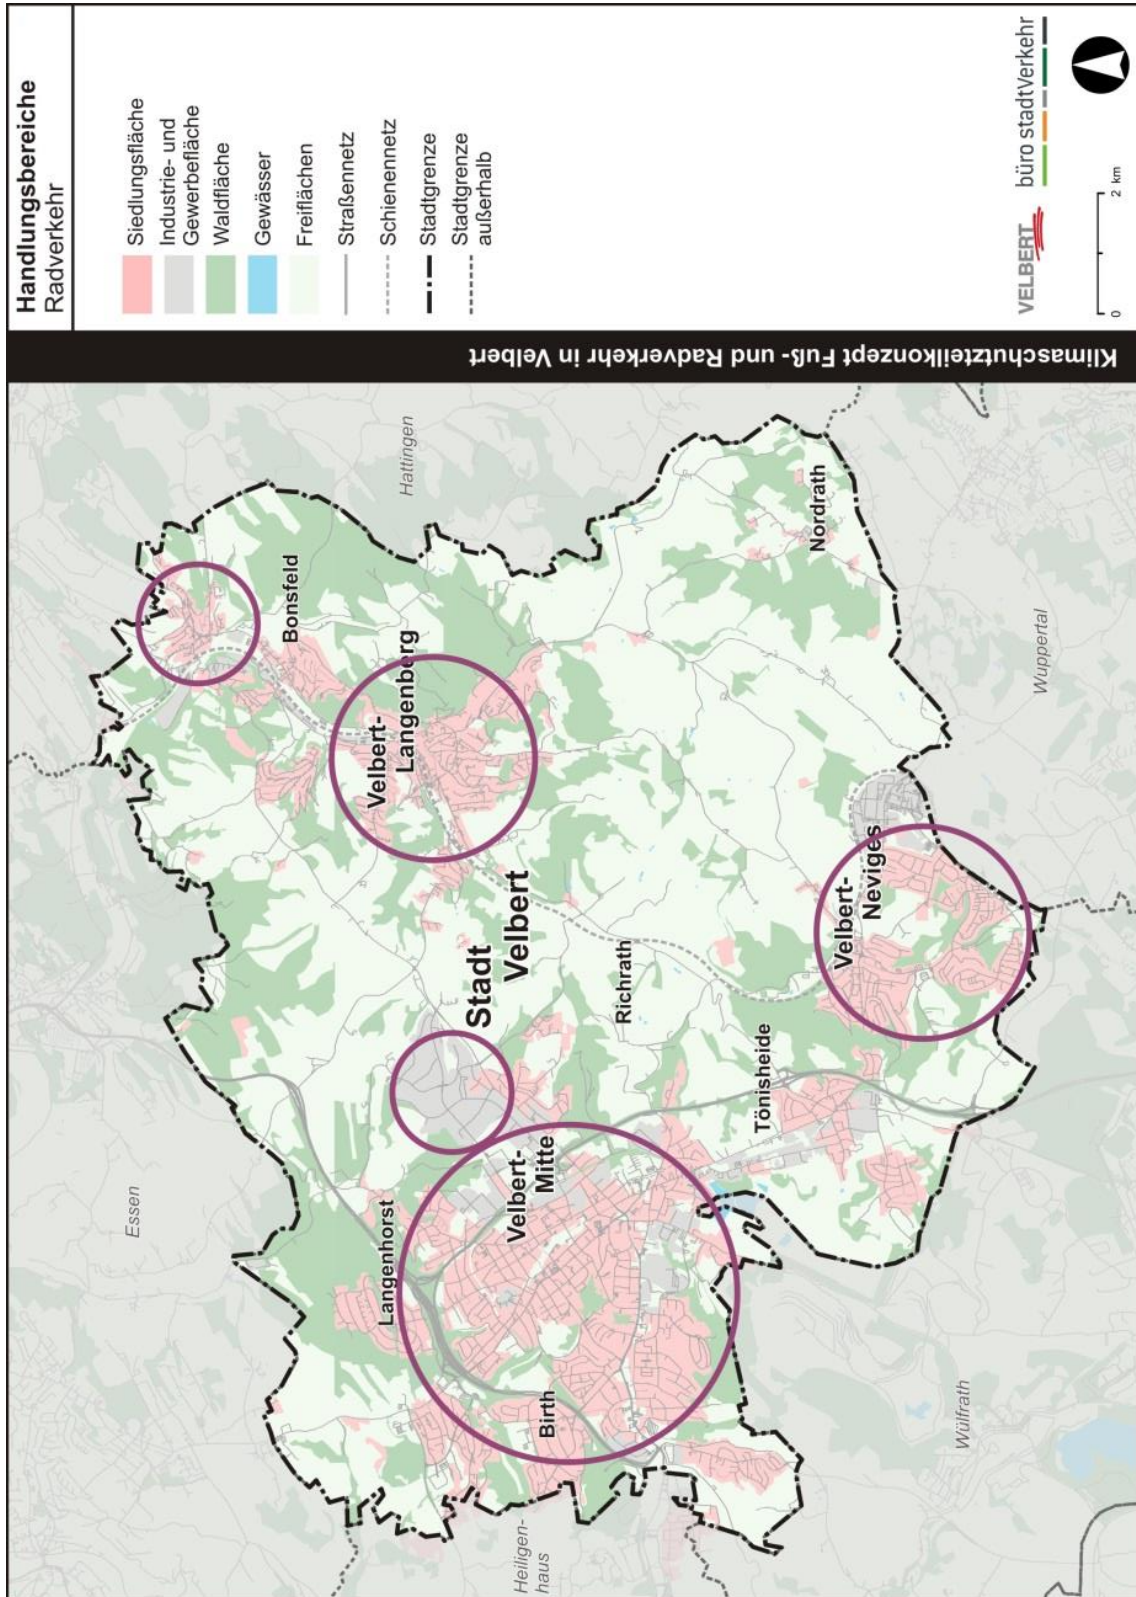 Handlungsbereiche
Radverkehr
Siedlungsfläche
Industrie- und
Gewerbefläche
Waldfläche
Gewässer
Freiflächen
Straßennetz
Schienennetz
Stadtgrenze
Stadtgrenze
außerhalb
VELBERT
büro stadtVerkehr
0
2 km
Klimaschutzteilkonzept Fuß- und Radverkehr in Velbert
Hattingen
Bonsfeld
Velbert-
Langenberg
Stadt
Velbert
Essen
Langenhorst
Velbert-
Mitte
Birth
Heiligen-
haus
Richrath
Tönisheide
Velbert-
Neviges
Nordrath
Wuppertal
Wülfrath